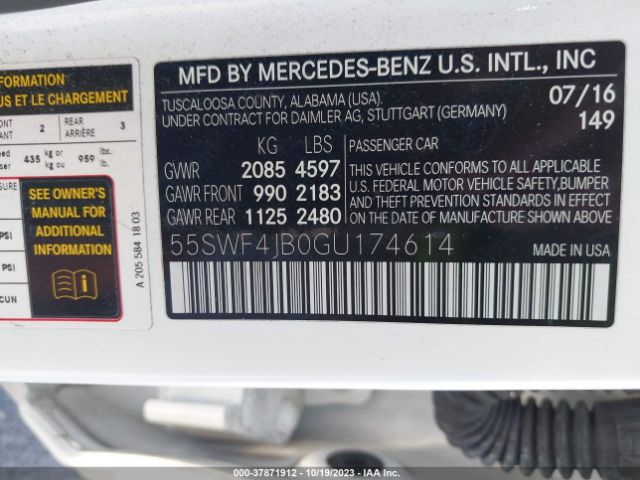 FORMATION
US ET LE CHARGEMENT
ONT 2 REAR 3
ANT ARRIÈRE
435 kg or 959 lbs.
kg ou lb.
SEE OWNER'S
MANUAL FOR
ADDITIONAL
INFORMATION
PSI
PSI
CUN
A 205 584 18 03
MFD BY MERCEDES-BENZ U.S. INTL., INC
TUSCALOOSA COUNTY, ALABAMA (USA). 07/16
UNDER CONTRACT FOR DAIMLER AG, STUTTGART (GERMANY) 149
KG LBS PASSENGER CAR
GVWR 2085 4597
GAWR FRONT 990 2183
GAWR REAR 1125 2480
THIS VEHICLE CONFORMS TO ALL APPLICABLE
U.S. FEDERAL MOTOR VEHICLE SAFETY,BUMPER
AND THEFT PREVENTION STANDARDS IN EFFECT
ON THE DATE OF MANUFACTURE SHOWN ABOVE.
55SWF4JB0GU174614
MADE IN USA
000-37871912 - 10/19/2023 - IAA Inc.